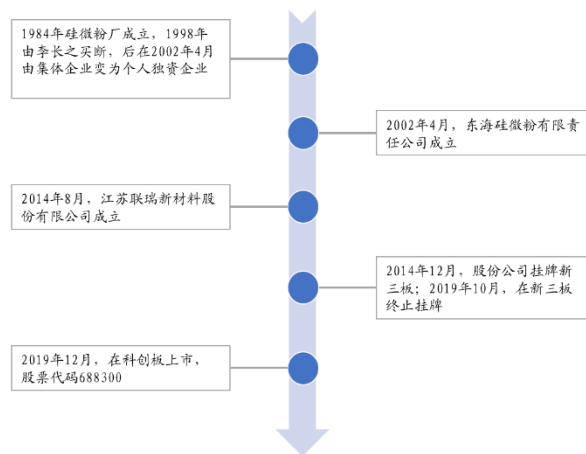 1984年硅微粉厂成立，1998年
由李长之买断，后在2002年4月
由集体企业变为个人独资企业
2002年4月，东海硅微粉有限责
任公司成立
2014年8月，江苏联瑞新材料股
份有限公司成立
2014年12月，股份公司挂牌新
三板；2019年10月，在新三板
终止挂牌
2019年12月，在科创板上市，
股票代码688300